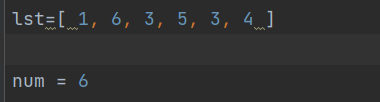 lst=[ 1, 6, 3, 5, 3, 4 ]
num = 6